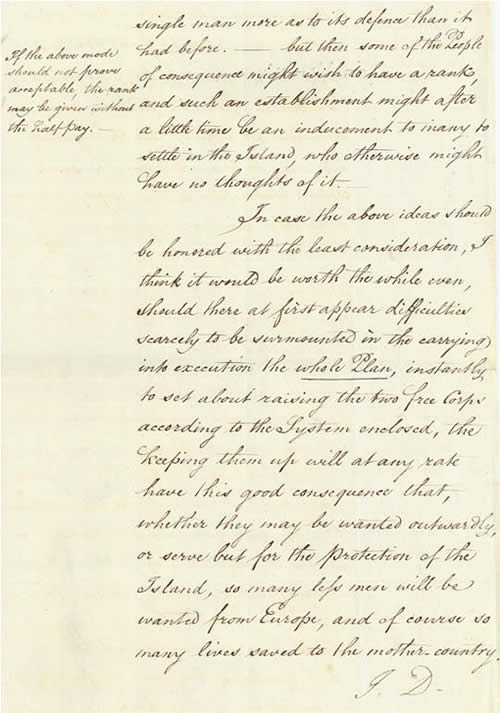 single man more as to its defence than it
had before. — but then some of the People
of consequence might wish to have a rank,
and such an establishment might after
a little time be an inducement to many to
settle in the Island, who otherwise might
have no thoughts of it. —
If the above mode
should not prove
acceptable, the rank
may be given without
the half pay. —
In case the above ideas should
be honored with the least consideration, I
think it would be worth the while even,
should there at first appear difficulties
scarcely to be surmounted in the carrying
into execution the whole Plan, instantly
to set about raising the two free Corps
according to the System enclosed, the
keeping them up will at any rate
have this good consequence that,
whether they may be wanted outwardly,
or serve but for the Protection of the
Island, so many leſs men will be
wanted from Europe, and of course so
many lives saved to the mother-country.
J. D-